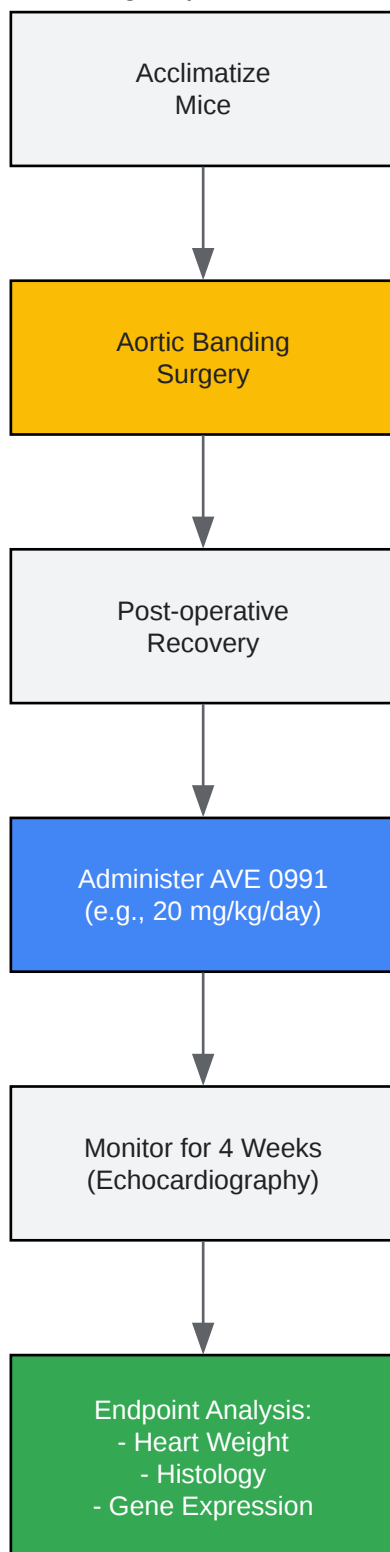 Acclimatize
Mice
Aortic Banding
Surgery
Post-operative
Recovery
Administer AVE 0991
(e.g., 20 mg/kg/day)
Monitor for 4 Weeks
(Echocardiography)
Endpoint Analysis:
- Heart Weight
- Histology
- Gene Expression